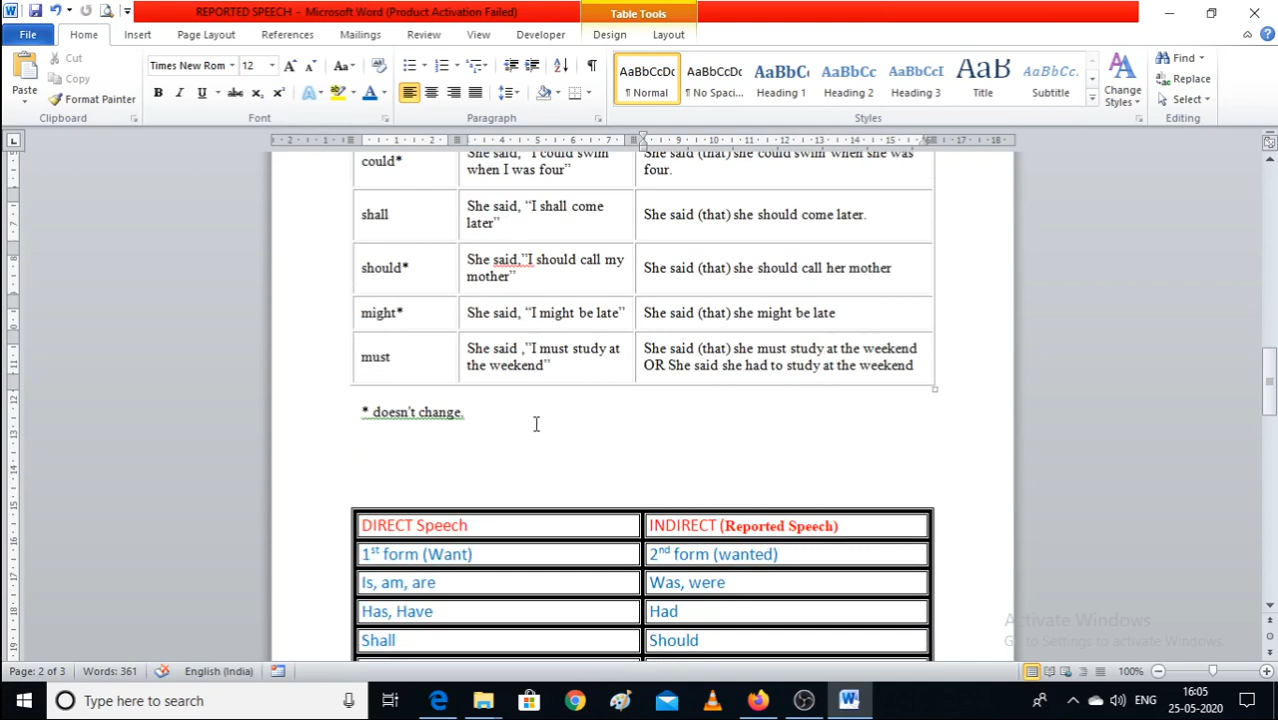 REPORTED SPEECH - Microsoft Word (Product Activation Failed)
Table Tools
File
Home
Insert
Page Layout
References
Mailings
Review
View
Developer
Design
Layout
Paste
Cut
Copy
Format Painter
Clipboard
Times New Rom
12
Font
Paragraph
AaBbCcDc
¶ Normal
AaBbCcDc
¶ No Spaci...
AaBbC
Heading 1
AaBbCc
Heading 2
AaBbCcI
Heading 3
AaB
Title
AaBbCc.
Subtitle
Change
Styles
Styles
Find
Replace
Select
Editing
could*
She said, “I could swim
when I was four”
She said (that) she could swim when she was
four.
shall
She said, “I shall come
later”
She said (that) she should come later.
should*
She said,”I should call my
mother”
She said (that) she should call her mother
might*
She said, “I might be late”
She said (that) she might be late
must
She said ,”I must study at
the weekend”
She said (that) she must study at the weekend
OR She said she had to study at the weekend
* doesn't change.
DIRECT Speech
INDIRECT (Reported Speech)
1st form (Want)
2nd form (wanted)
Is, am, are
Was, were
Has, Have
Had
Shall
Should
Activate Windows
Go to Settings to activate Windows.
Page: 2 of 3
Words: 361
English (India)
100%
Type here to search
ENG
16:05
25-05-2020